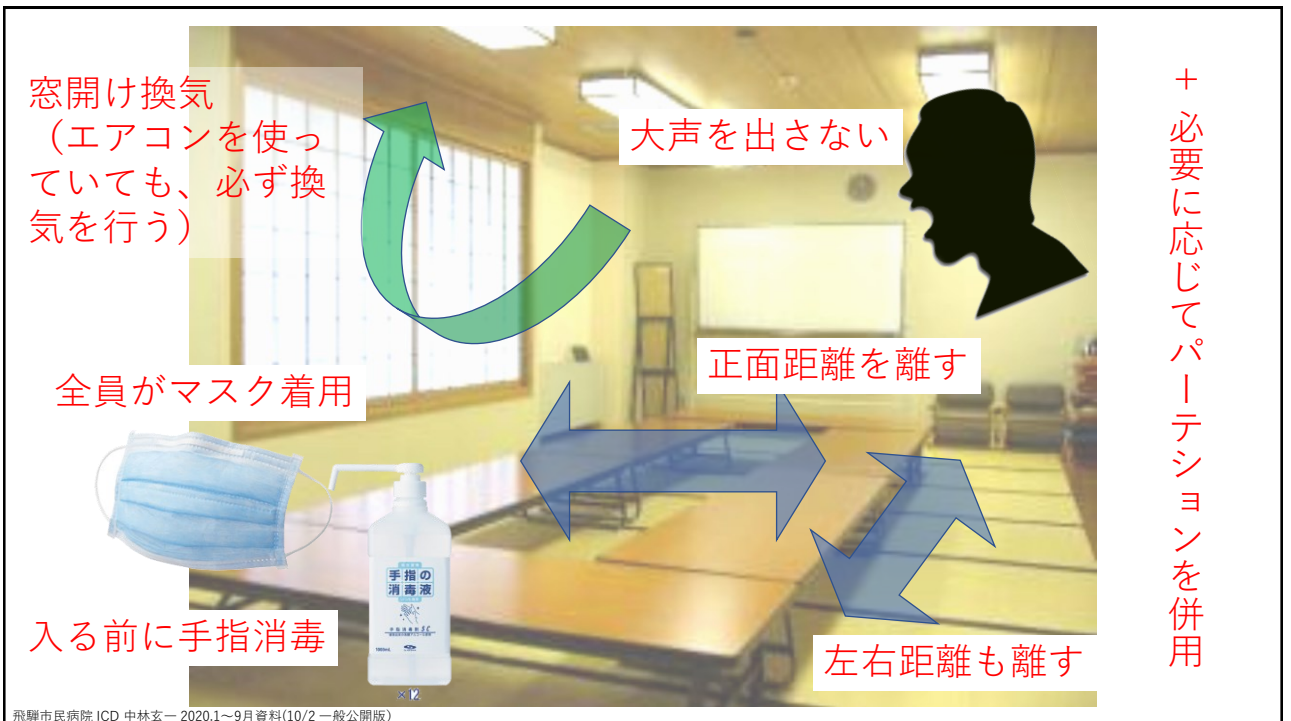 窓開け換気
（エアコンを使っ
ていても、必ず換
気を行う）
大声を出さない
＋ 必要に応じてパーテションを併用
正面距離を離す
全員がマスク着用
手指の
消毒液
1000mL
×12
入る前に手指消毒
左右距離も離す
飛騨市民病院 ICD 中林玄一 2020.1～9月資料(10/2 一般公開版)